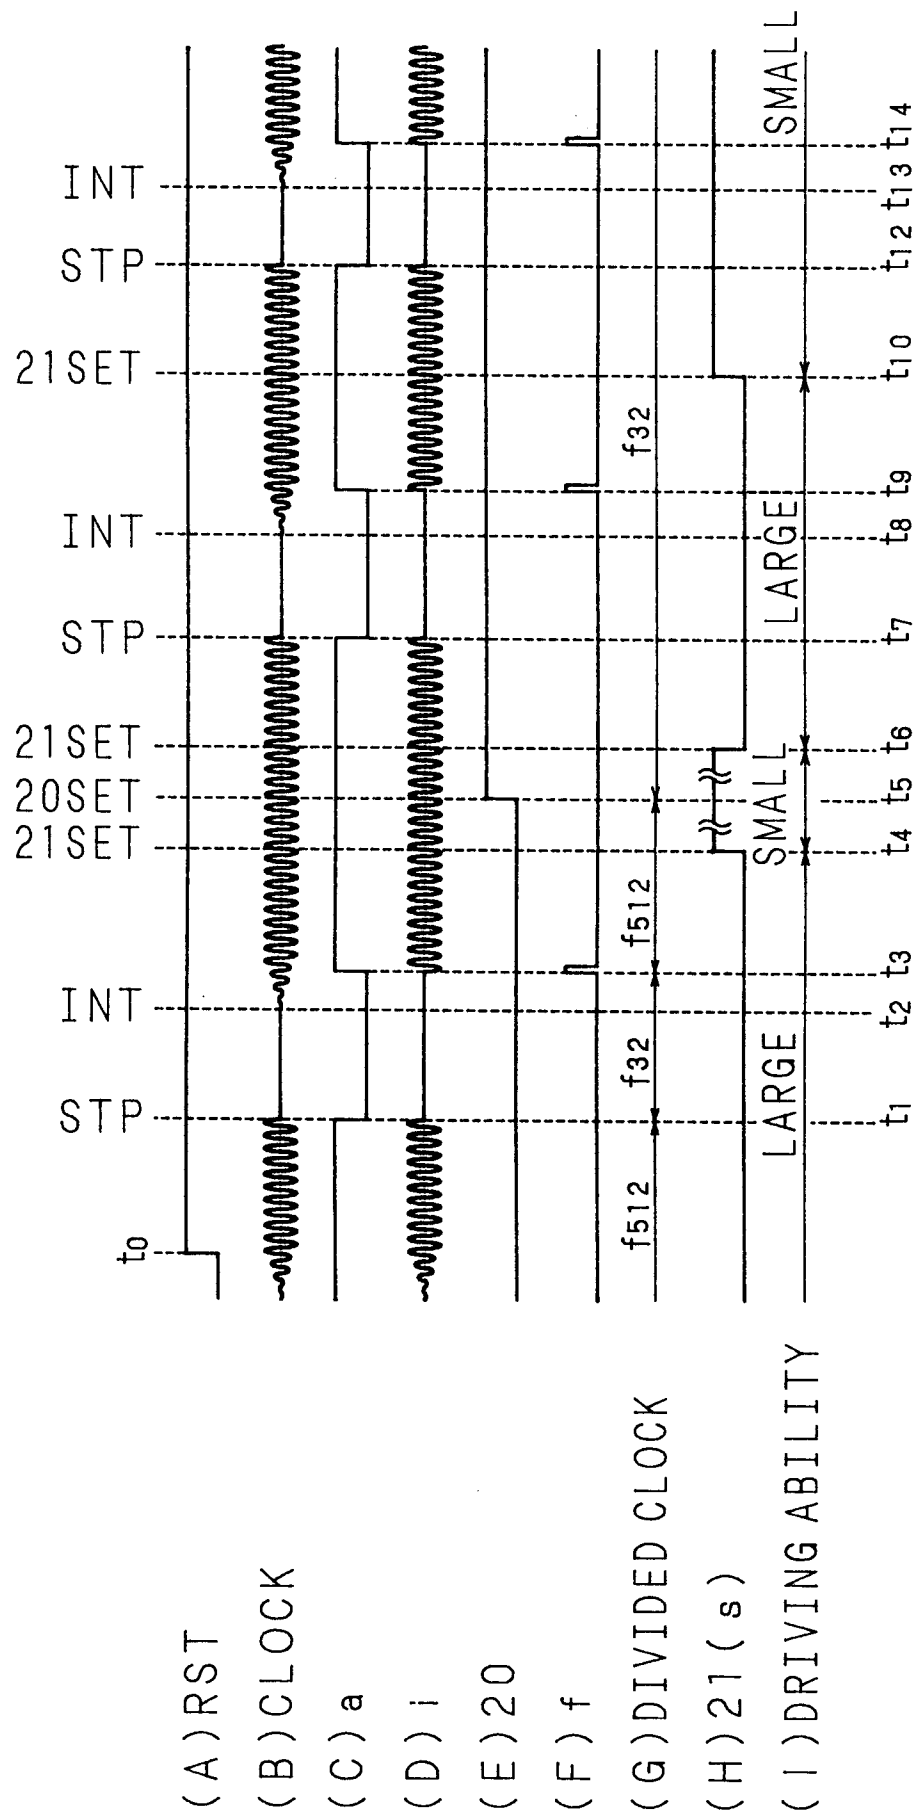 t0
STP
INT
21SET
20SET
21SET
STP
INT
21SET
STP
INT
(A)RST
(B)CLOCK
(C)a
(D)i
(E)20
(F)f
(G)DIVIDED CLOCK
f512
f32
f512
f32
(H)21(s)
(I)DRIVING ABILITY
LARGE
SMALL
LARGE
SMALL
t1
t2
t3
t4
t5
t6
t7
t8
t9
t10
t12
t13
t14